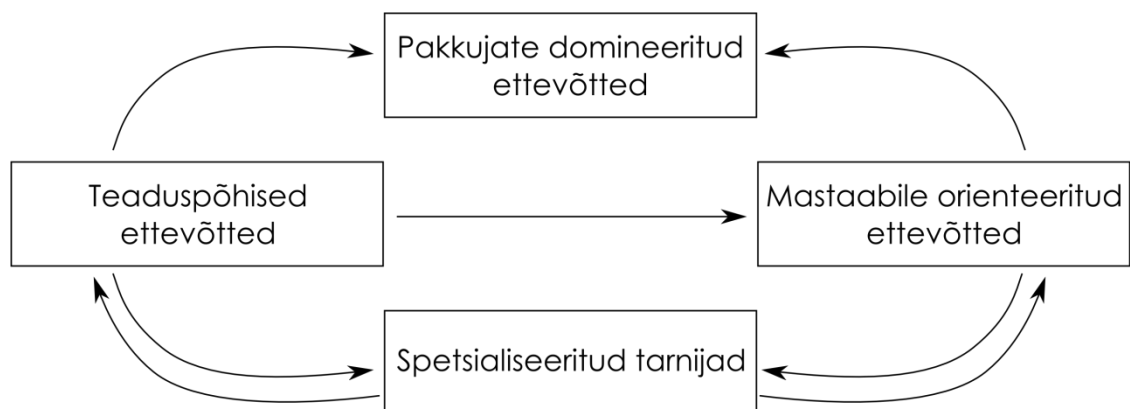 Pakkujate domineeritud
ettevõtted
Teaduspõhised
ettevõtted
Mastaabile orienteeritud
ettevõtted
Spetsialiseeritud tarnijad